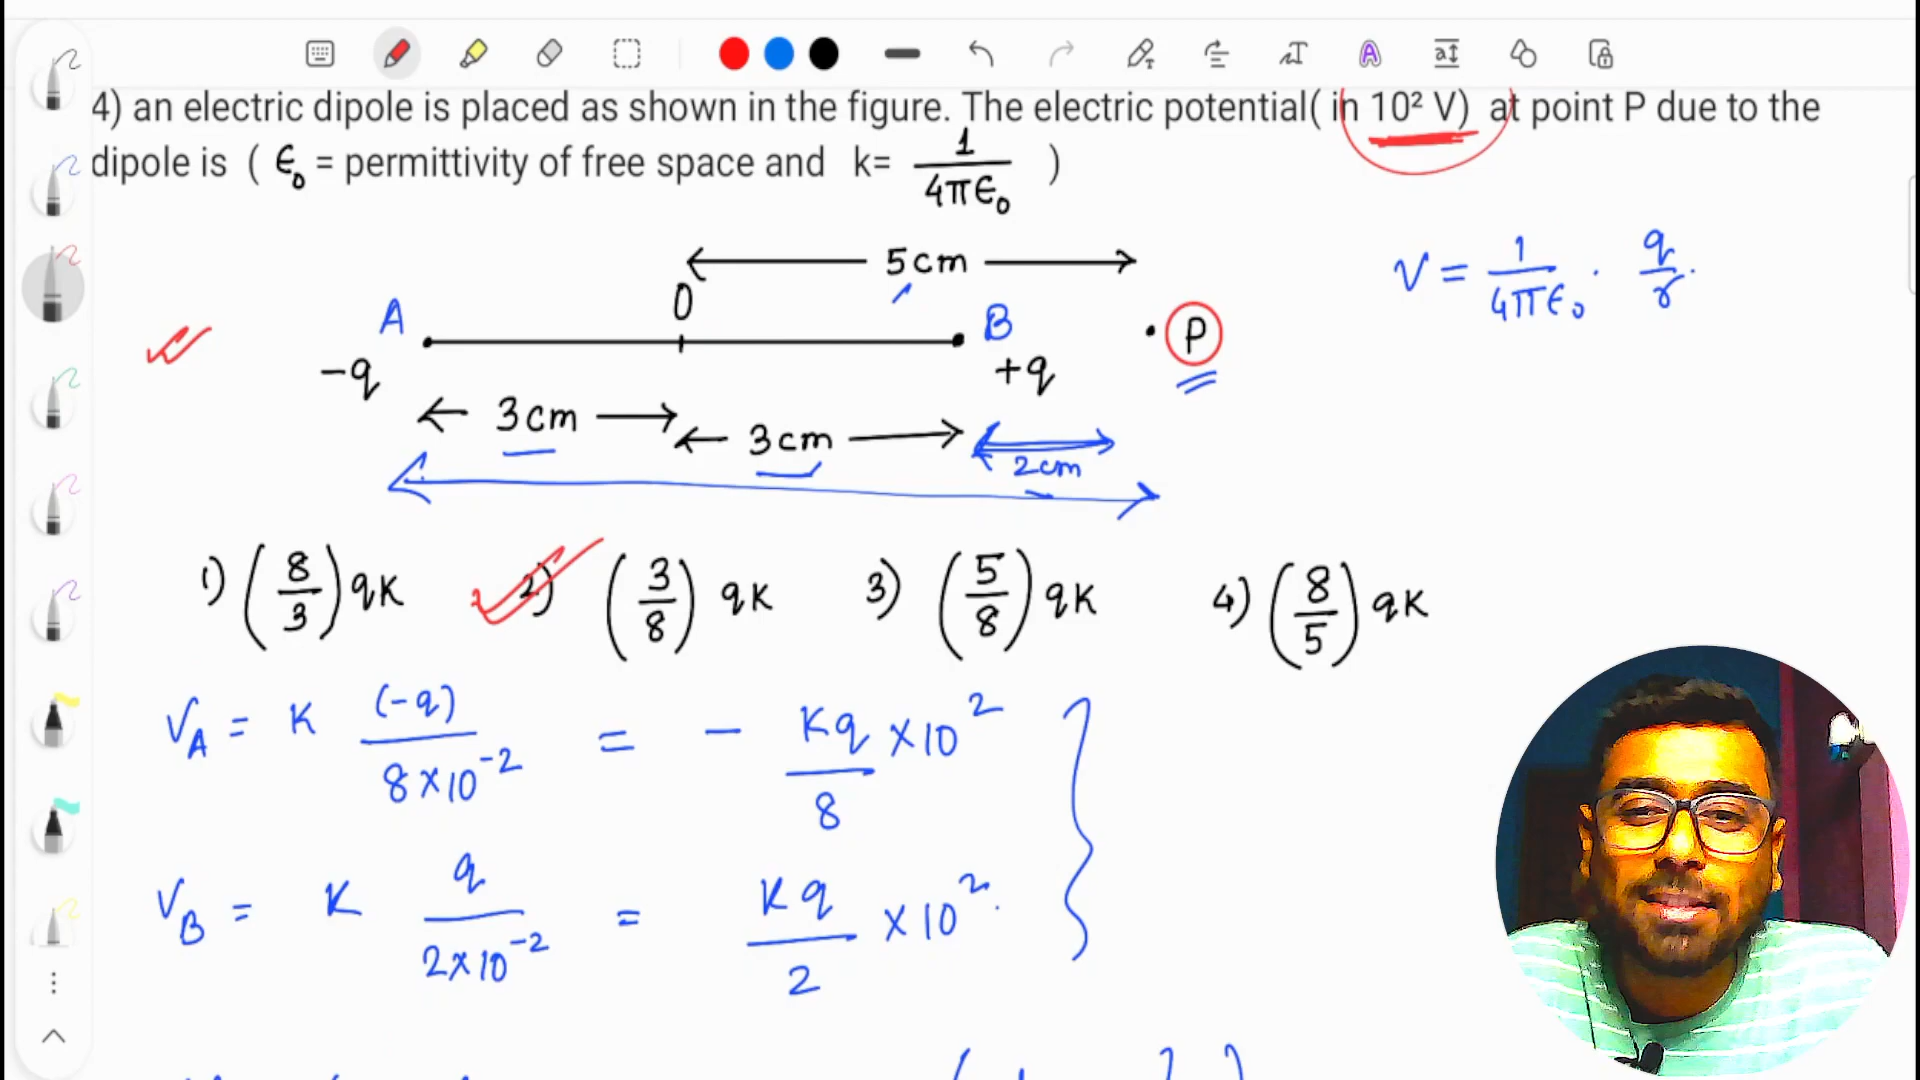 4) an electric dipole is placed as shown in the figure. The electric potential( in 10² V) at point P due to the
dipole is ( ϵ₀ = permittivity of free space and k= 1/4πϵ₀ )
5cm
V = 1/4πϵ₀ · q/r
A O B P
-q +q
3cm 3cm 2cm
1) (8/3) qK 2) (3/8) qK 3) (5/8) qK 4) (8/5) qK
V_A = K (-q)/8×10⁻² = - Kq/8 ×10²
V_B = K q/2×10⁻² = Kq/2 ×10²